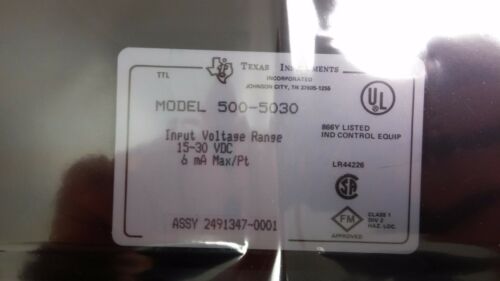 TTL
TEXAS INSTRUMENTS
INCORPORATED
JOHNSON CITY, TN 37605-1255
MODEL 500-5030
Input Voltage Range
15-30 VDC
6 mA Max/Pt
ASSY 2491347-0001
UL
866Y LISTED
IND CONTROL EQUIP
LR44226
SA
FM
APPROVED
CLASS 1
DIV 2
HAZ. LOC.